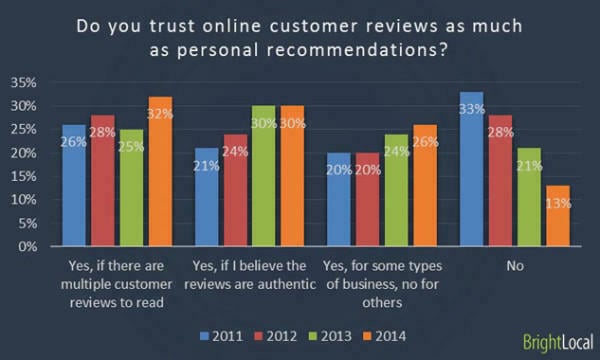 Do you trust online customer reviews as much
as personal recommendations?
35%
30%
25%
20%
15%
10%
5%
0%
26%
28%
25%
32%
21%
24%
30%
30%
20%
20%
24%
26%
33%
28%
21%
13%
Yes, if there are
multiple customer
reviews to read
Yes, if I believe the
reviews are authentic
Yes, for some types
of business, no for
others
No
2011
2012
2013
2014
BrightLocal